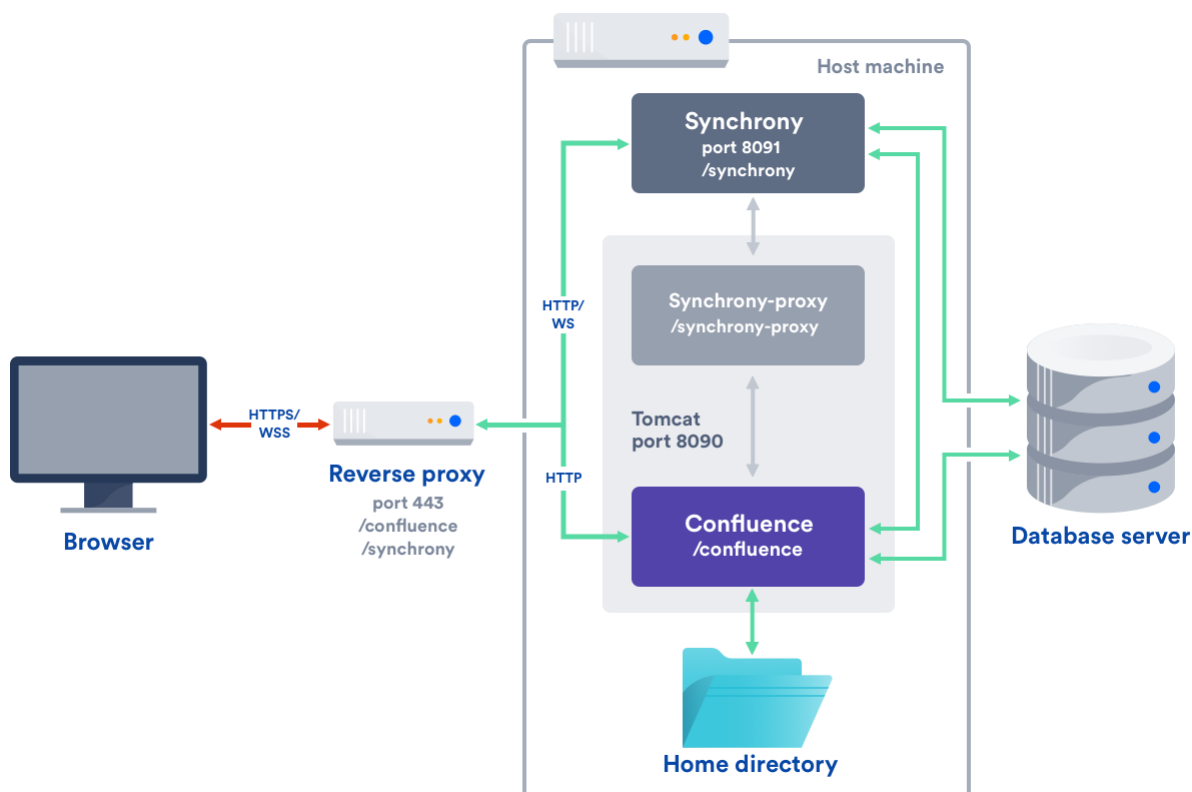 Host machine
Synchrony
port 8091
/synchrony
HTTP/
WS
Synchrony-proxy
/synchrony-proxy
HTTPS/
WSS
Tomcat
port 8090
Reverse proxy
port 443
/confluence
/synchrony
HTTP
Browser
Confluence
/confluence
Database server
Home directory